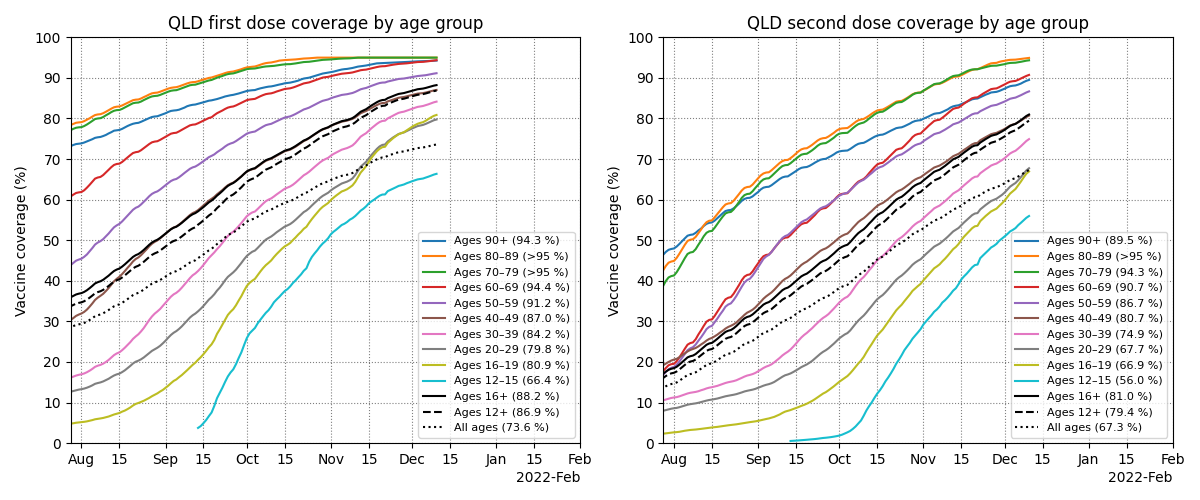 QLD first dose coverage by age group
Vaccine coverage (%)
100
90
80
70
60
50
40
30
20
10
0
Ages 90+ (94.3 %)
Ages 80–89 (>95 %)
Ages 70–79 (>95 %)
Ages 60–69 (94.4 %)
Ages 50–59 (91.2 %)
Ages 40–49 (87.0 %)
Ages 30–39 (84.2 %)
Ages 20–29 (79.8 %)
Ages 16–19 (80.9 %)
Ages 12–15 (66.4 %)
Ages 16+ (88.2 %)
Ages 12+ (86.9 %)
All ages (73.6 %)
Aug 15 Sep 15 Oct 15 Nov 15 Dec 15 Jan 15 Feb
2022-Feb
QLD second dose coverage by age group
Vaccine coverage (%)
100
90
80
70
60
50
40
30
20
10
0
Ages 90+ (89.5 %)
Ages 80–89 (>95 %)
Ages 70–79 (94.3 %)
Ages 60–69 (90.7 %)
Ages 50–59 (86.7 %)
Ages 40–49 (80.7 %)
Ages 30–39 (74.9 %)
Ages 20–29 (67.7 %)
Ages 16–19 (66.9 %)
Ages 12–15 (56.0 %)
Ages 16+ (81.0 %)
Ages 12+ (79.4 %)
All ages (67.3 %)
Aug 15 Sep 15 Oct 15 Nov 15 Dec 15 Jan 15 Feb
2022-Feb